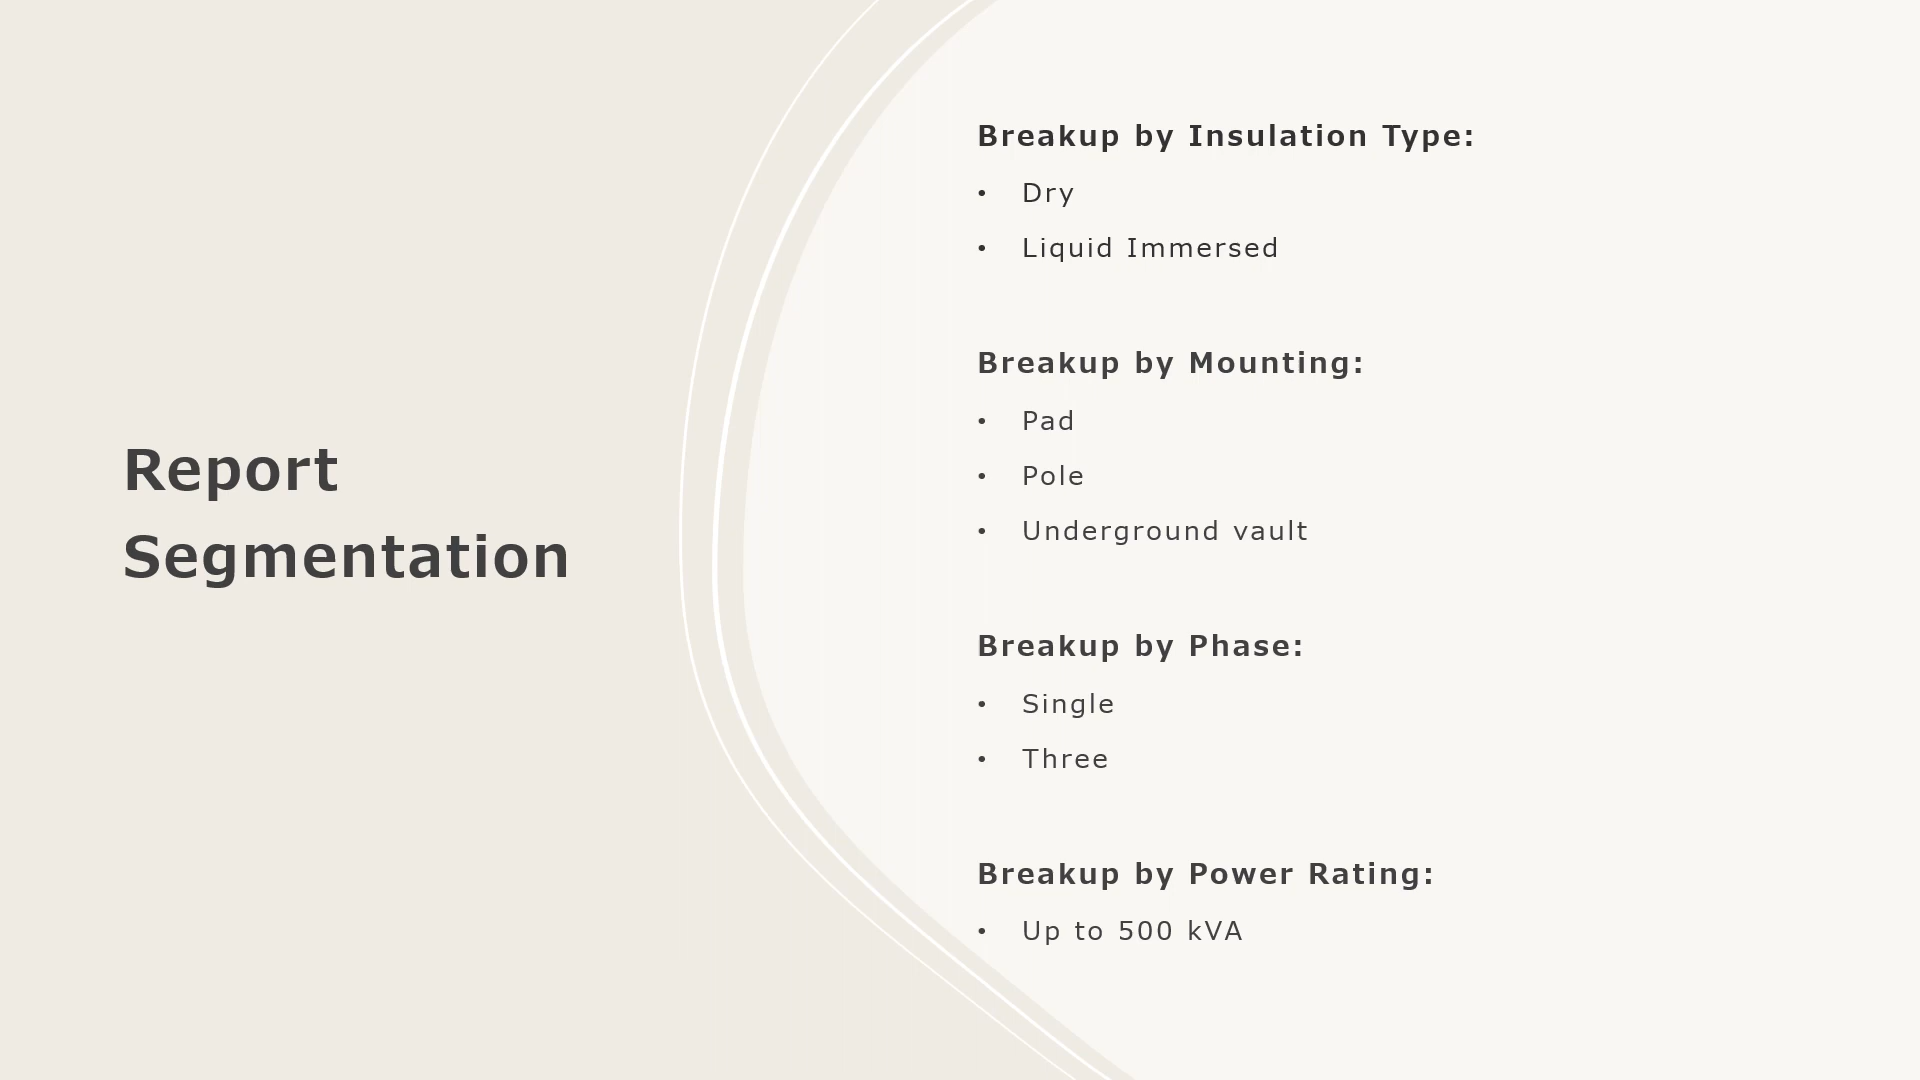 Report
Segmentation
Breakup by Insulation Type:
• Dry
• Liquid Immersed
Breakup by Mounting:
• Pad
• Pole
• Underground vault
Breakup by Phase:
• Single
• Three
Breakup by Power Rating:
• Up to 500 kVA